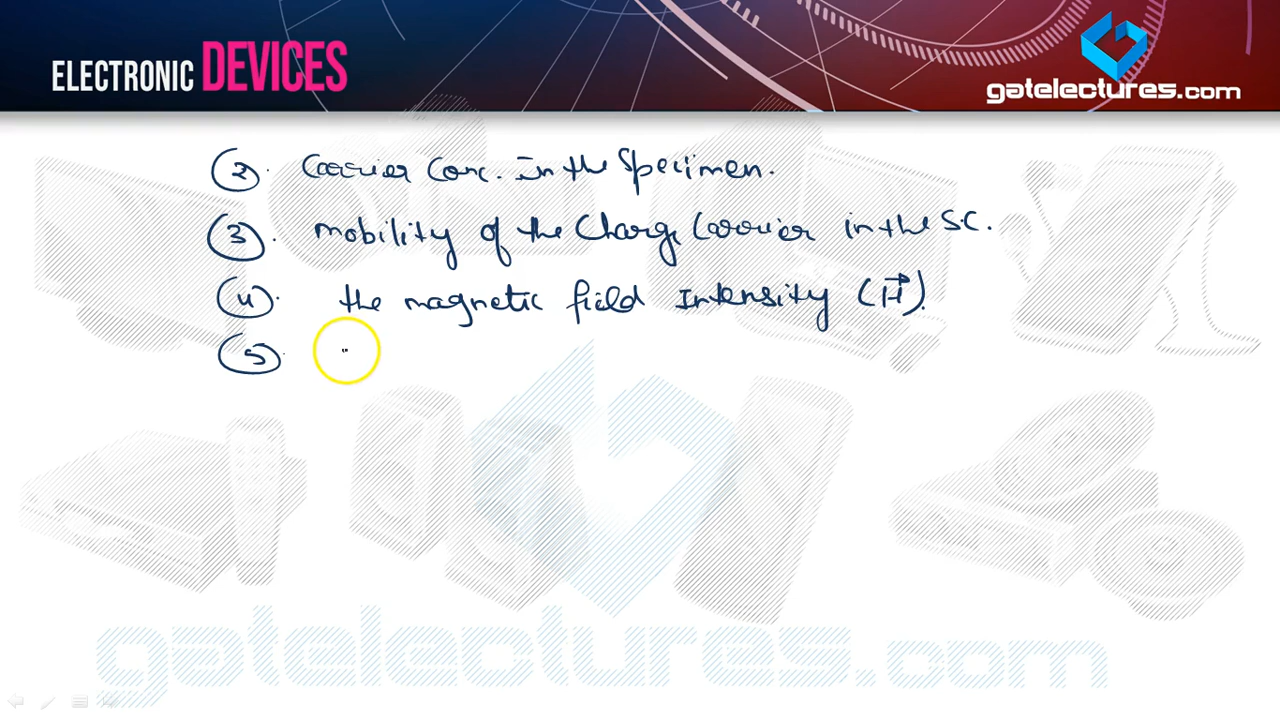 ELECTRONIC DEVICES
gatelectures.com
(2). Carrier Conc. In the Specimen.
(3). mobility of the Charge Carrier in the SC.
(4). the magnetic field Intensity (H⃗).
(5).
gatelectures.com